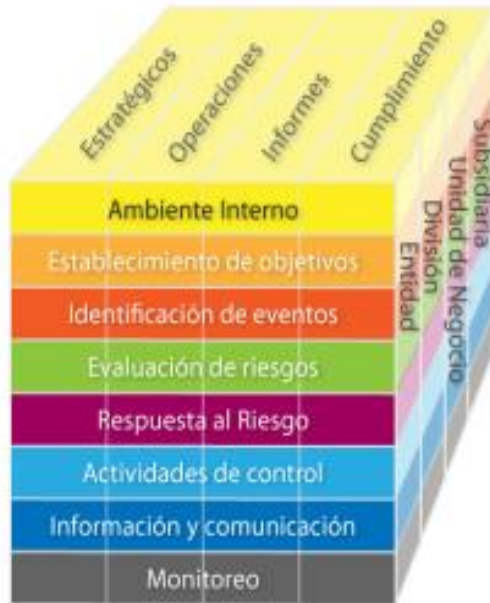 Estratégicos
Operaciones
Informes
Cumplimiento
Ambiente Interno
Establecimiento de objetivos
Identificación de eventos
Evaluación de riesgos
Respuesta al Riesgo
Actividades de control
Información y comunicación
Monitoreo
Entidad
División
Unidad de Negocio
Subsidiaria